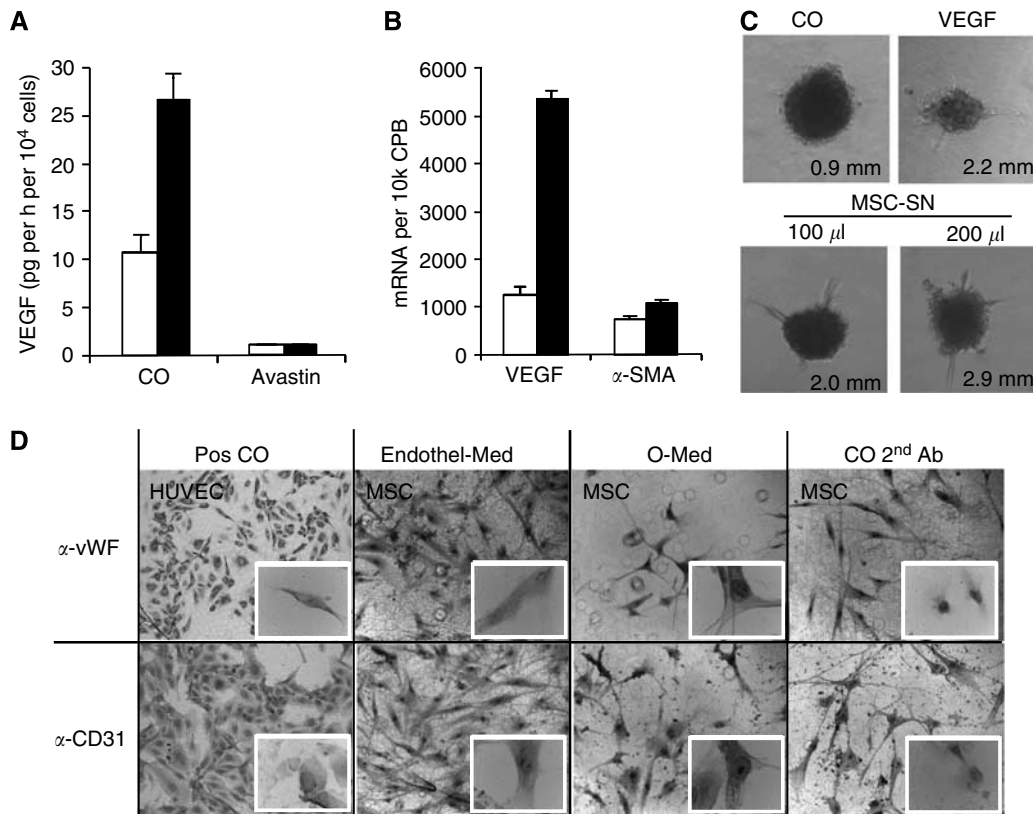 A
VEGF (pg per h per 10⁴ cells)
30
25
20
15
10
5
0
CO
Avastin
B
mRNA per 10k CPB
6000
5000
4000
3000
2000
1000
0
VEGF
α-SMA
C
CO
VEGF
0.9 mm
2.2 mm
MSC-SN
100 µl
200 µl
2.0 mm
2.9 mm
D
Pos CO
Endothel-Med
O-Med
CO 2ⁿᵈ Ab
α-vWF
HUVEC
MSC
MSC
MSC
α-CD31